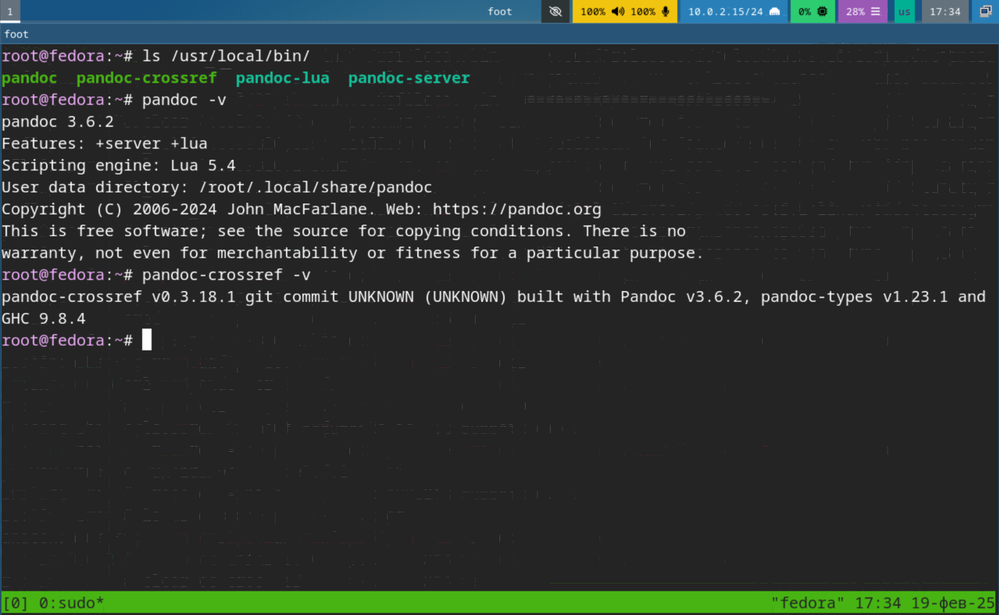 1 foot 100% 100% 10.0.2.15/24 0% 28% us 17:34
foot
root@fedora:~# ls /usr/local/bin/
pandoc  pandoc-crossref  pandoc-lua  pandoc-server
root@fedora:~# pandoc -v
pandoc 3.6.2
Features: +server +lua
Scripting engine: Lua 5.4
User data directory: /root/.local/share/pandoc
Copyright (C) 2006-2024 John MacFarlane. Web: https://pandoc.org
This is free software; see the source for copying conditions. There is no
warranty, not even for merchantability or fitness for a particular purpose.
root@fedora:~# pandoc-crossref -v
pandoc-crossref v0.3.18.1 git commit UNKNOWN (UNKNOWN) built with Pandoc v3.6.2, pandoc-types v1.23.1 and
GHC 9.8.4
root@fedora:~#
[0] 0:sudo* "fedora" 17:34 19-фев-25